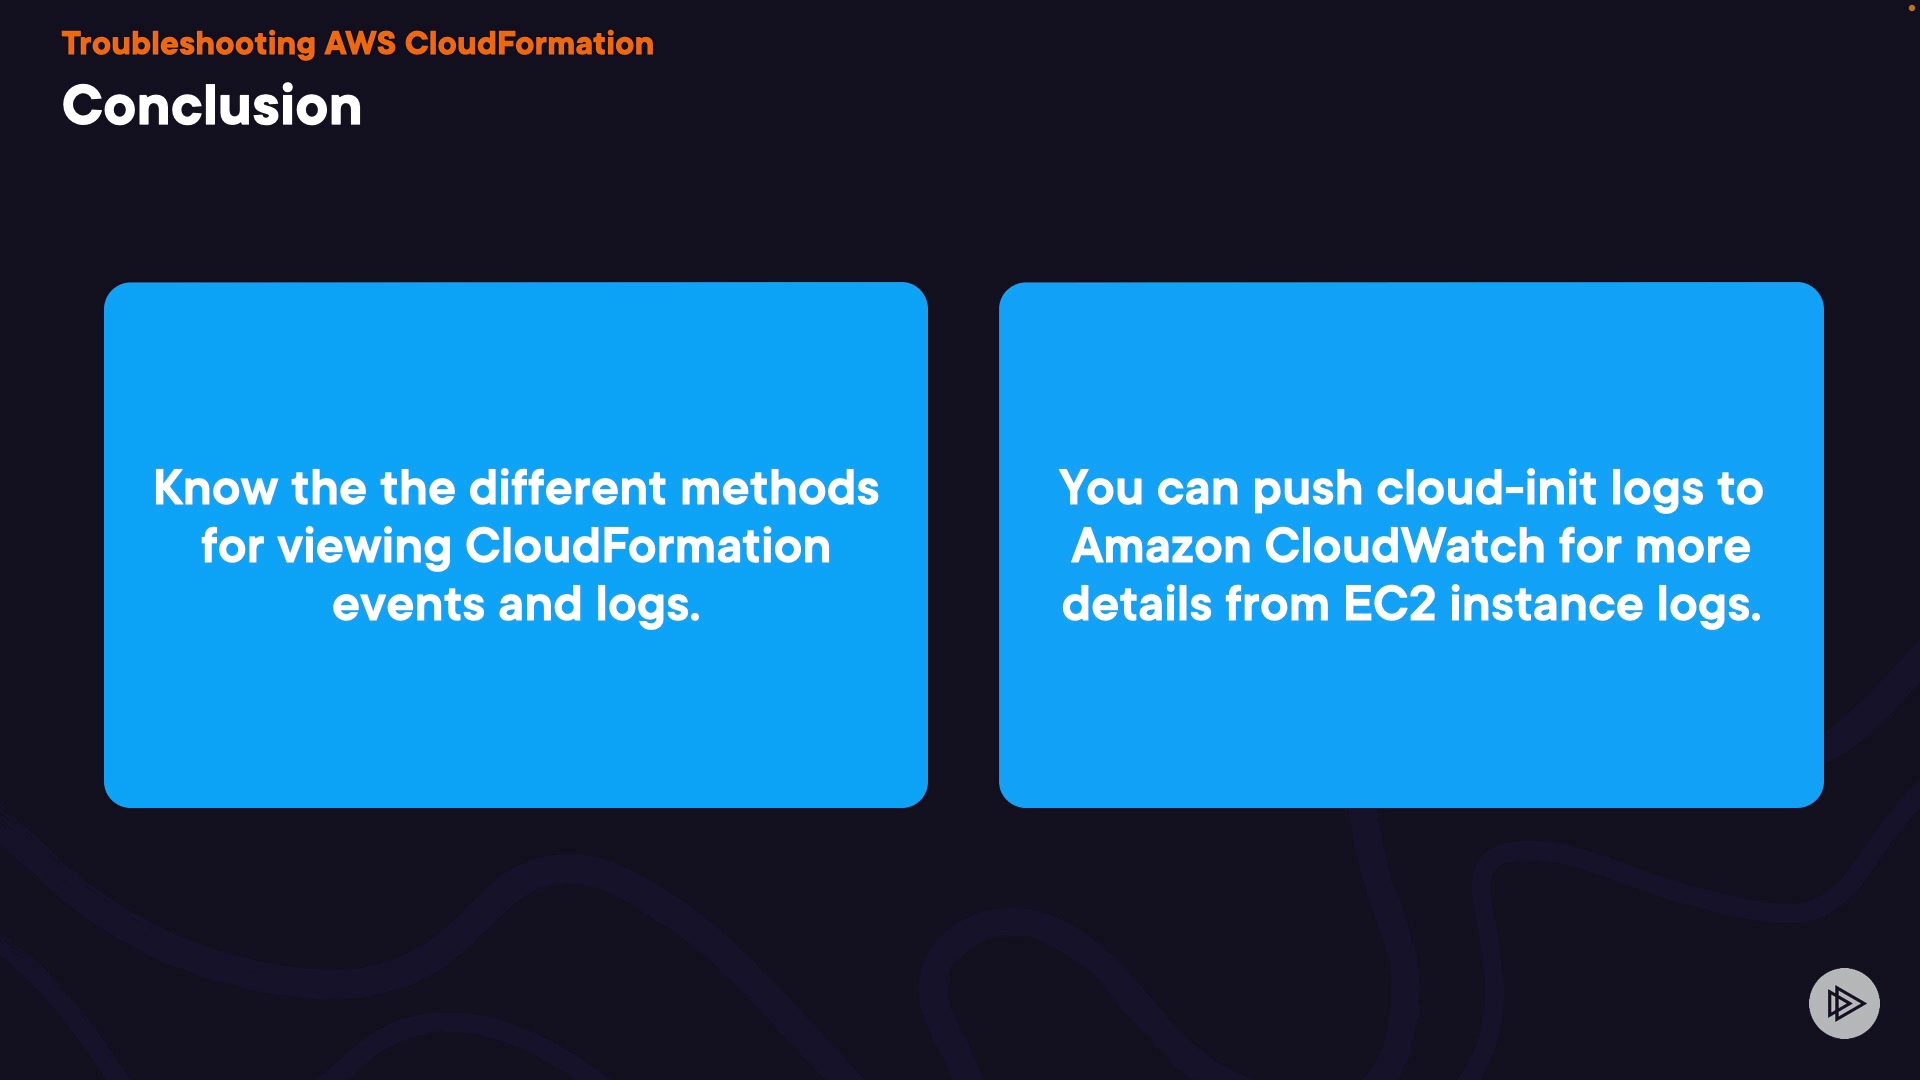 Troubleshooting AWS CloudFormation
Conclusion
Know the the different methods
for viewing CloudFormation
events and logs.
You can push cloud-init logs to
Amazon CloudWatch for more
details from EC2 instance logs.